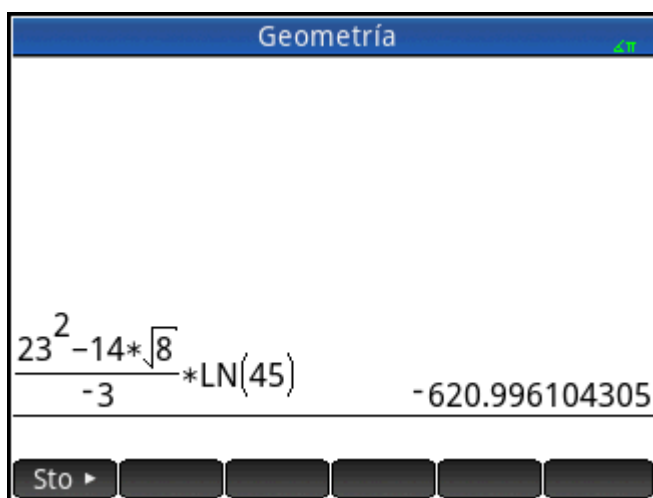 Geometría
∡π
23²−14*√8
-3
*LN(45)
-620.996104305
Sto ▸